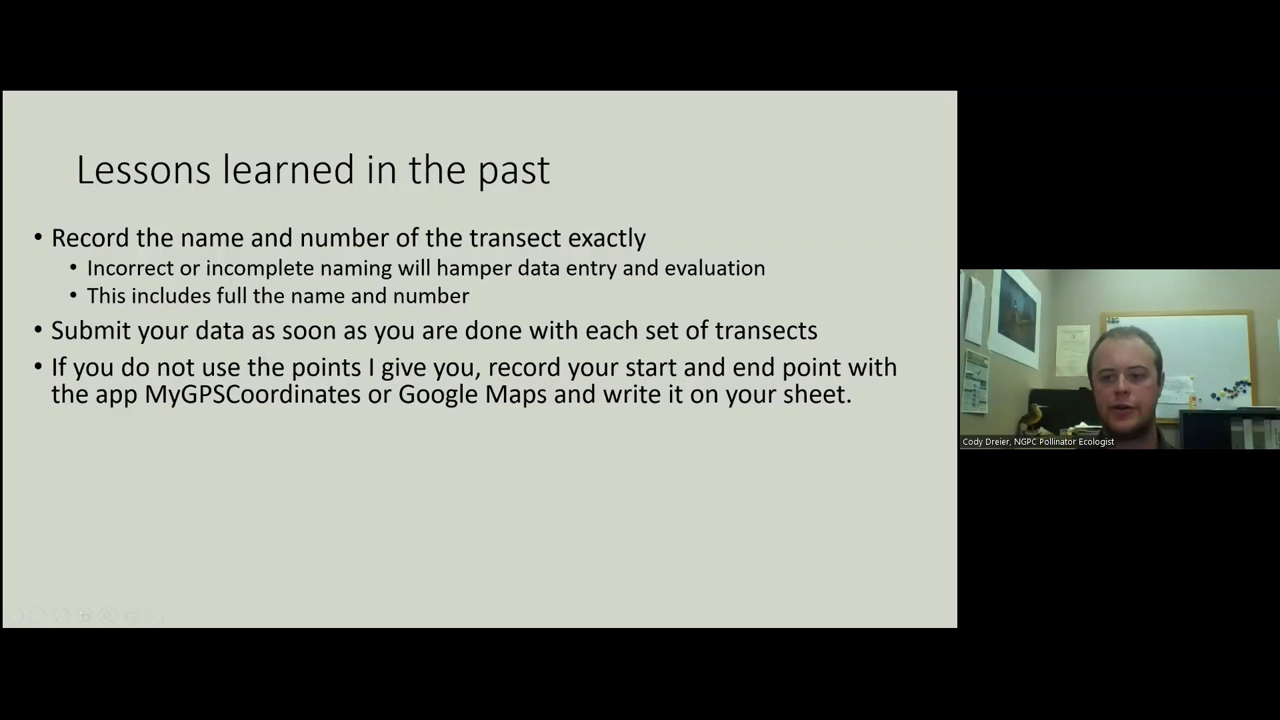 Lessons learned in the past
• Record the name and number of the transect exactly
• Incorrect or incomplete naming will hamper data entry and evaluation
• This includes full the name and number
• Submit your data as soon as you are done with each set of transects
• If you do not use the points I give you, record your start and end point with
the app MyGPSCoordinates or Google Maps and write it on your sheet.
Cody Dreier, NGPC Pollinator Ecologist